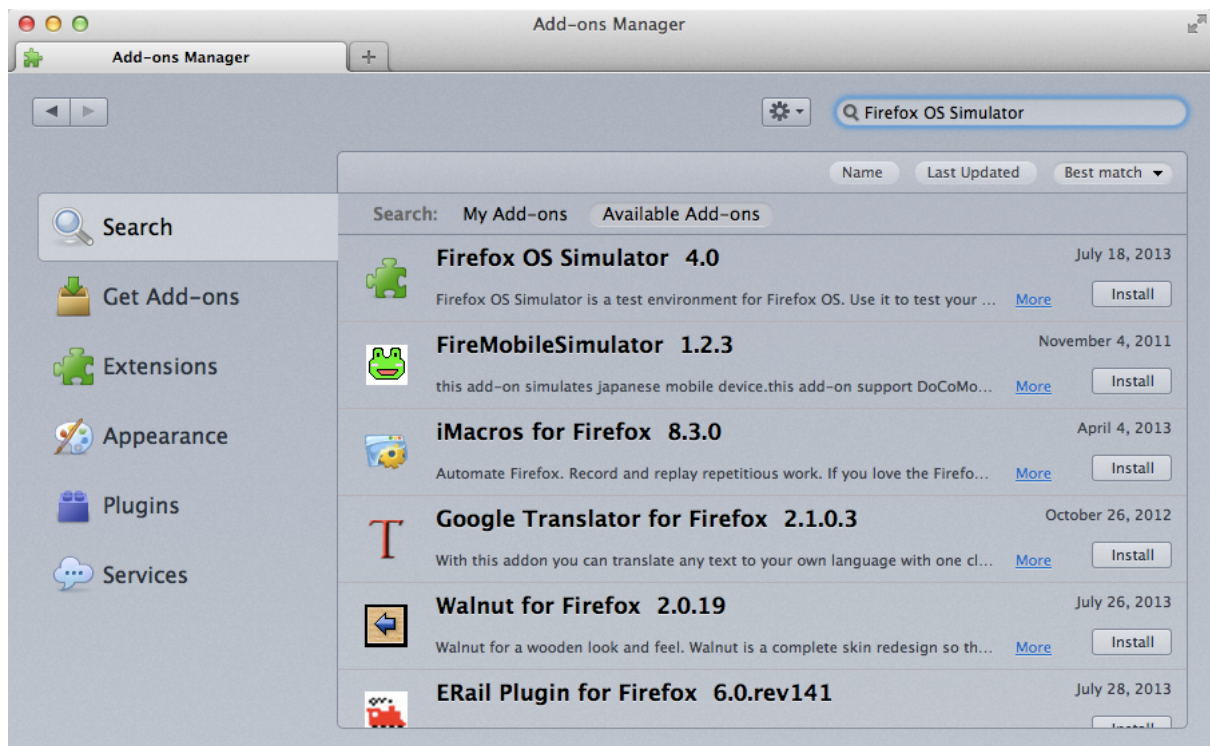 Add-ons Manager
Add-ons Manager
Firefox OS Simulator
Name Last Updated Best match
Search: My Add-ons Available Add-ons
Search
Get Add-ons
Extensions
Appearance
Plugins
Services
Firefox OS Simulator 4.0 July 18, 2013
Firefox OS Simulator is a test environment for Firefox OS. Use it to test your ... More Install
FireMobileSimulator 1.2.3 November 4, 2011
this add-on simulates japanese mobile device.this add-on support DoCoMo... More Install
iMacros for Firefox 8.3.0 April 4, 2013
Automate Firefox. Record and replay repetitious work. If you love the Firefo... More Install
Google Translator for Firefox 2.1.0.3 October 26, 2012
With this addon you can translate any text to your own language with one cl... More Install
Walnut for Firefox 2.0.19 July 26, 2013
Walnut for a wooden look and feel. Walnut is a complete skin redesign so th... More Install
ERail Plugin for Firefox 6.0.rev141 July 28, 2013
Install